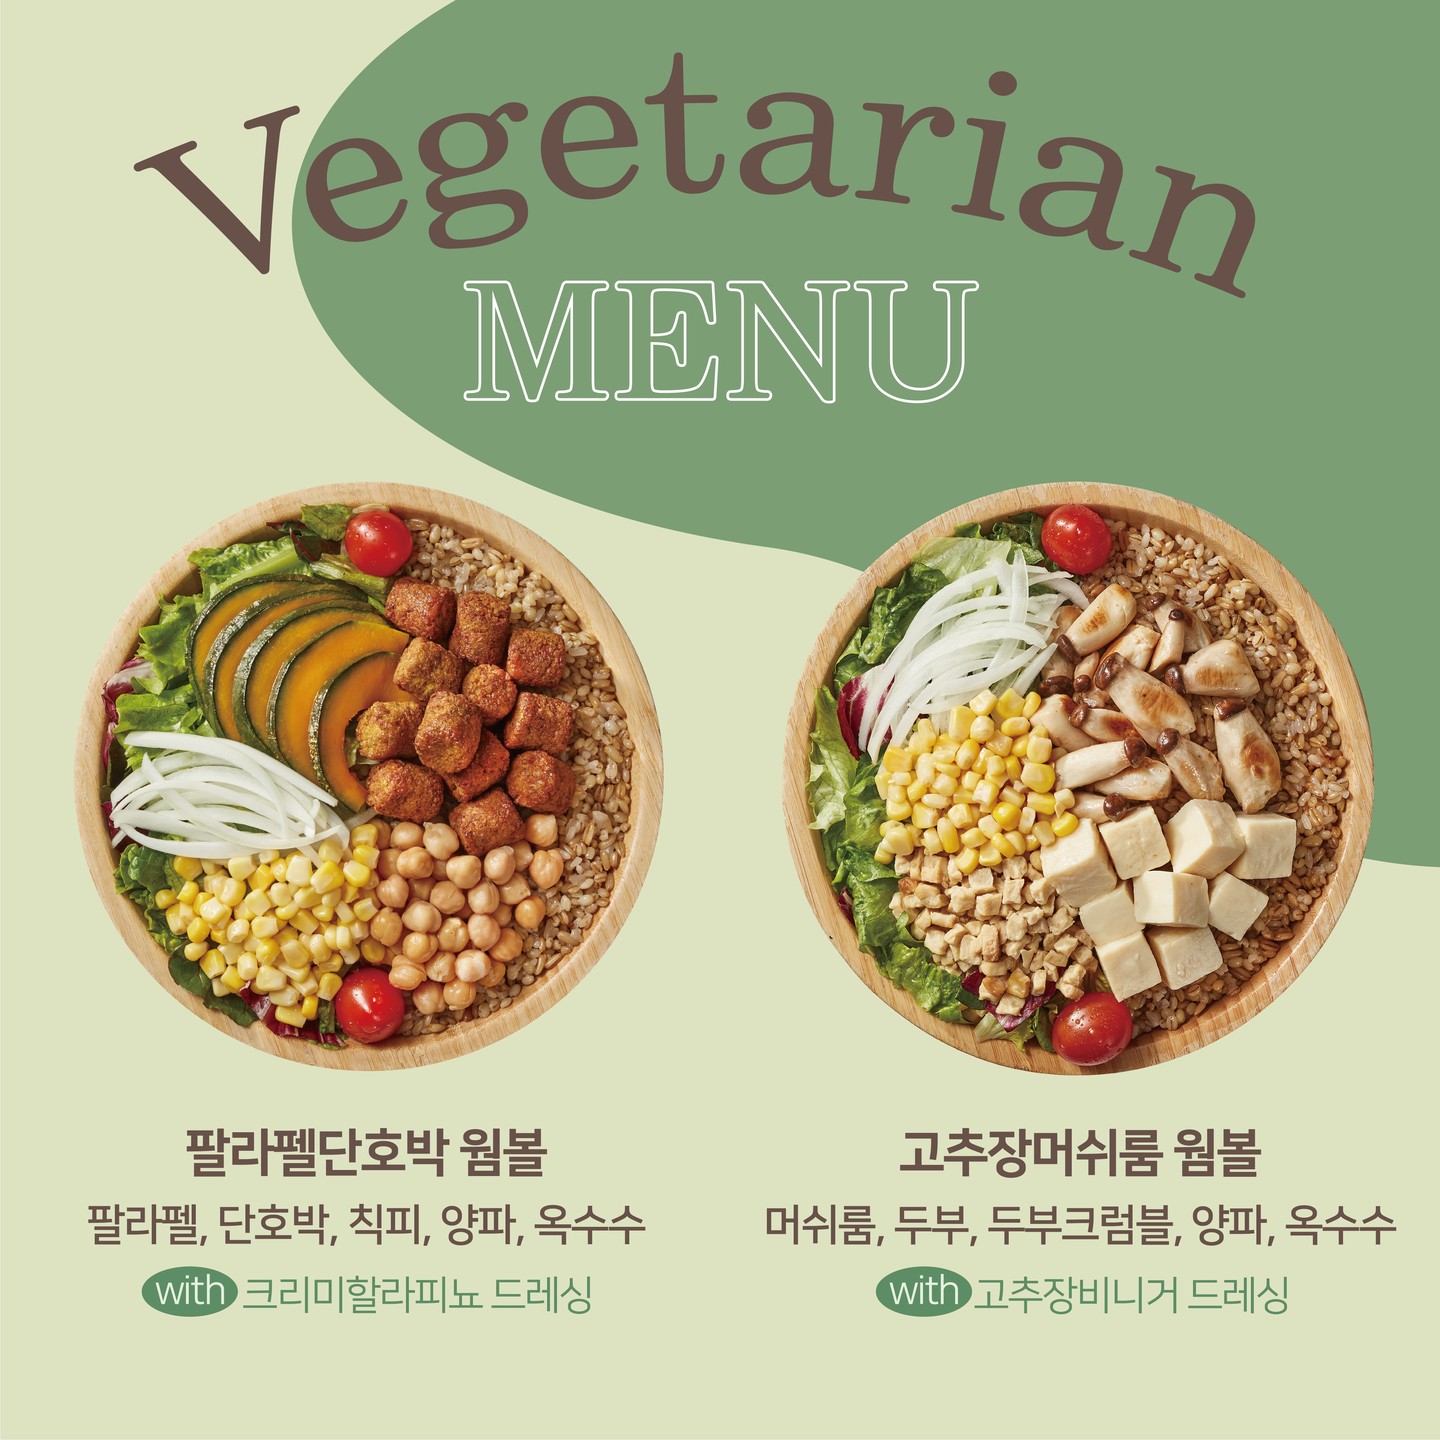 Vegetarian
MENU
팔라펠단호박 웜볼
팔라펠, 단호박, 칙피, 양파, 옥수수
with 크리미할라피뇨 드레싱
고추장머쉬룸 웜볼
머쉬룸, 두부, 두부크럼블, 양파, 옥수수
with 고추장비니거 드레싱